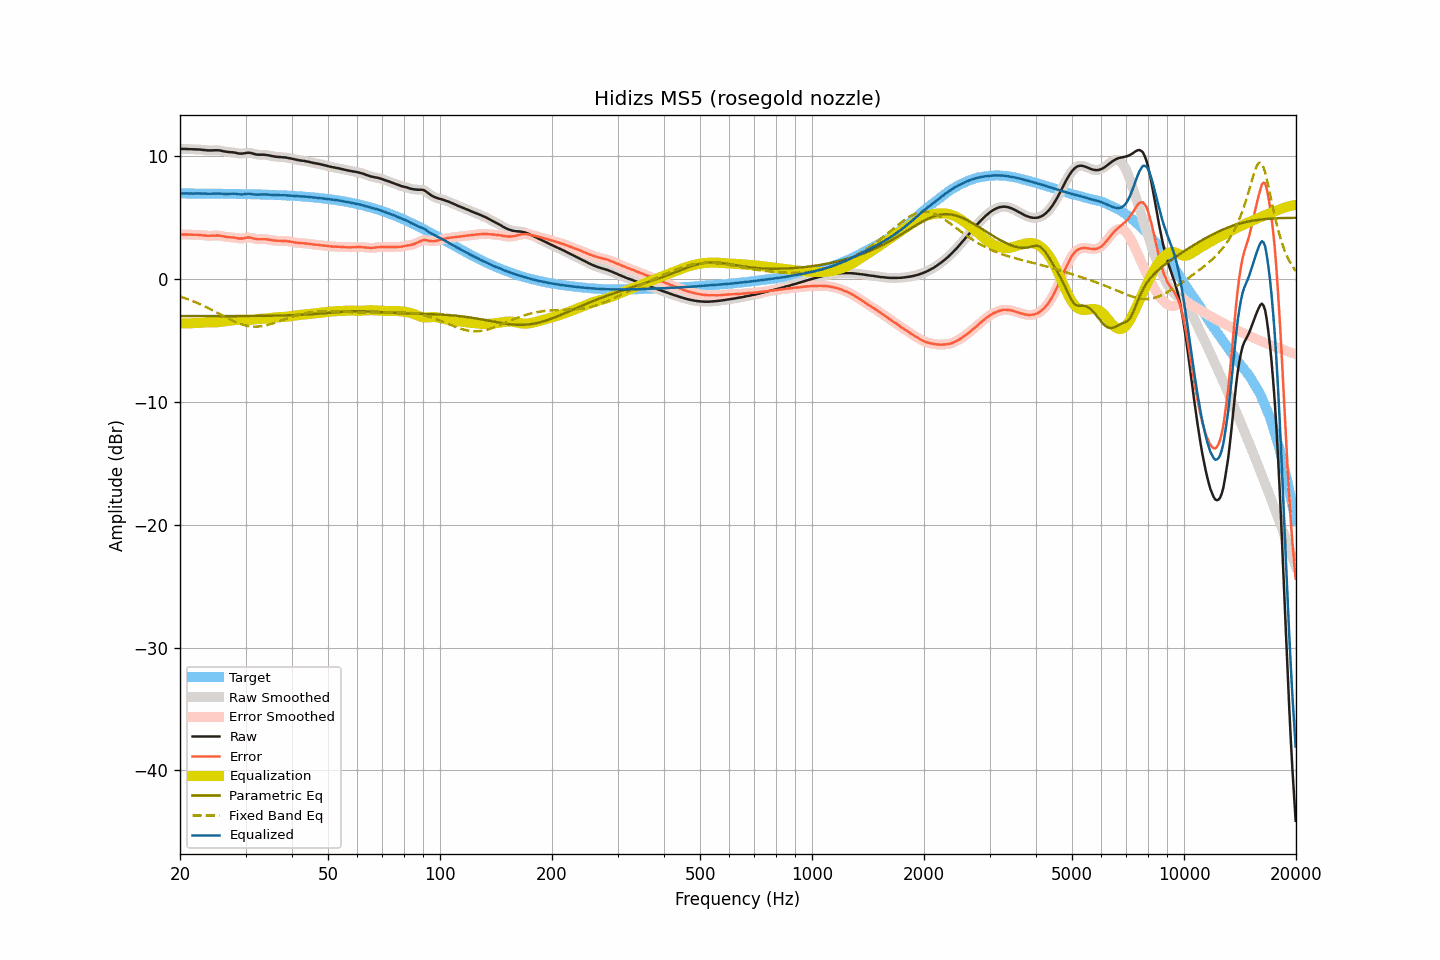 Hidizs MS5 (rosegold nozzle)
Amplitude (dBr)
10
0
−10
−20
−30
−40
Target
Raw Smoothed
Error Smoothed
Raw
Error
Equalization
Parametric Eq
Fixed Band Eq
Equalized
20 50 100 200 500 1000 2000 5000 10000 20000
Frequency (Hz)